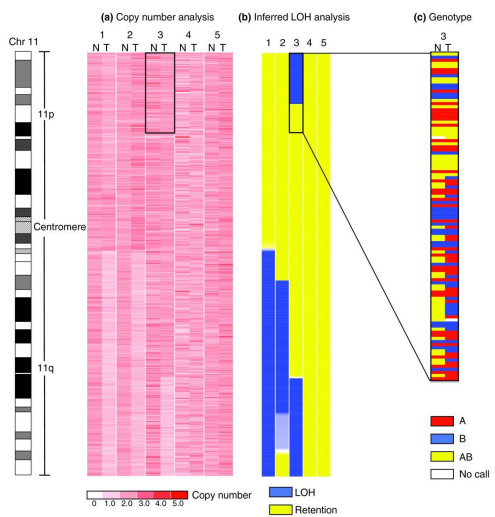 (a) Copy number analysis
(b) Inferred LOH analysis
(c) Genotype
Chr 11
1 2 3 4 5
N T N T N T N T N T
1 2 3 4 5
3
N T
11p
Centromere
11q
Copy number
0 1.0 2.0 3.0 4.0 5.0
LOH
Retention
A
B
AB
No call